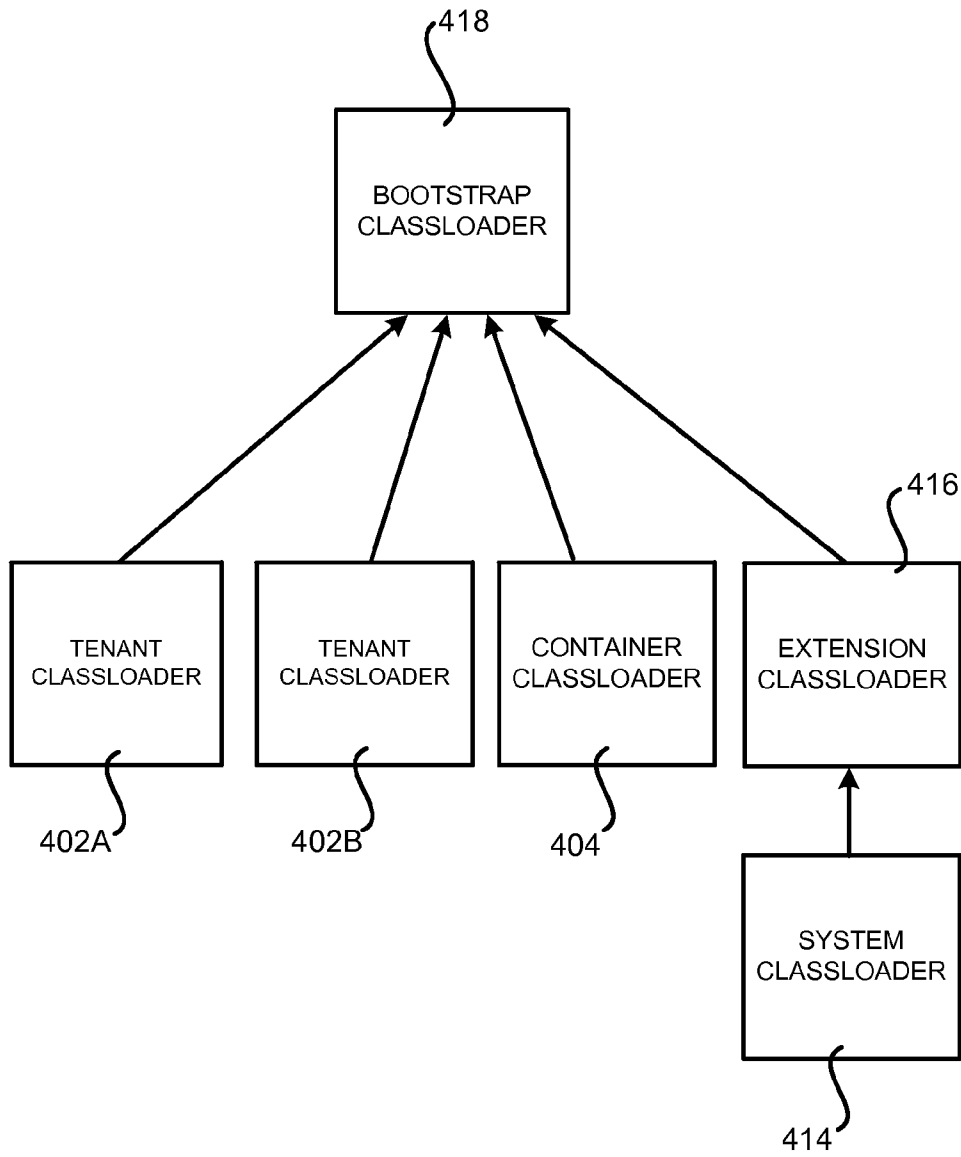 418
BOOTSTRAP
CLASSLOADER
416
TENANT
CLASSLOADER
TENANT
CLASSLOADER
CONTAINER
CLASSLOADER
EXTENSION
CLASSLOADER
402A
402B
404
SYSTEM
CLASSLOADER
414